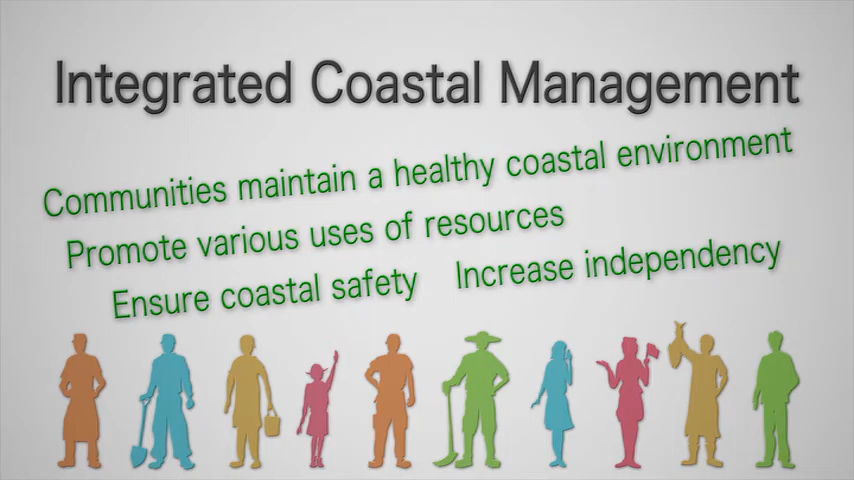 Integrated Coastal Management
Communities maintain a healthy coastal environment
Promote various uses of resources
Ensure coastal safety
Increase independency